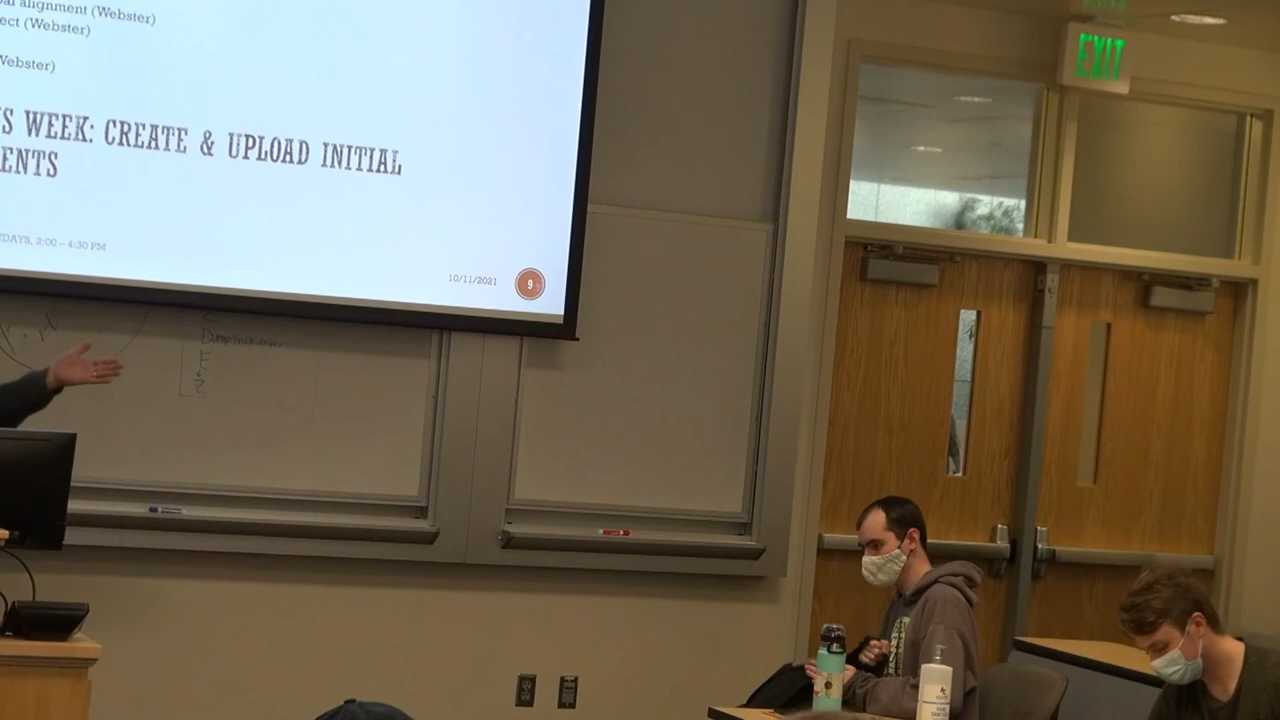 al alignment (Webster)
ect (Webster)
Webster)
S WEEK: CREATE & UPLOAD INITIAL
ENTS
DAYS, 2:00 – 4:30 PM
10/11/2021
9
EXIT